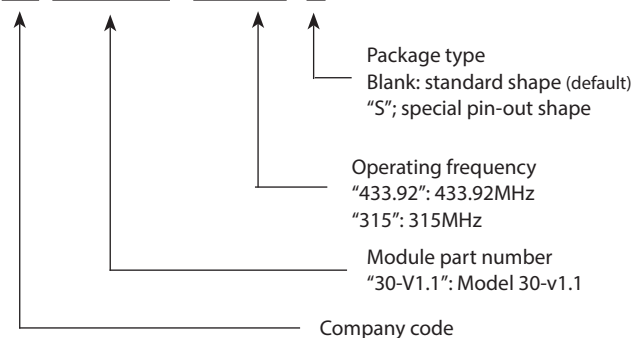 Package type
Blank: standard shape (default)
“S”; special pin-out shape
Operating frequency
“433.92”: 433.92MHz
“315”: 315MHz
Module part number
“30-V1.1”: Model 30-v1.1
Company code